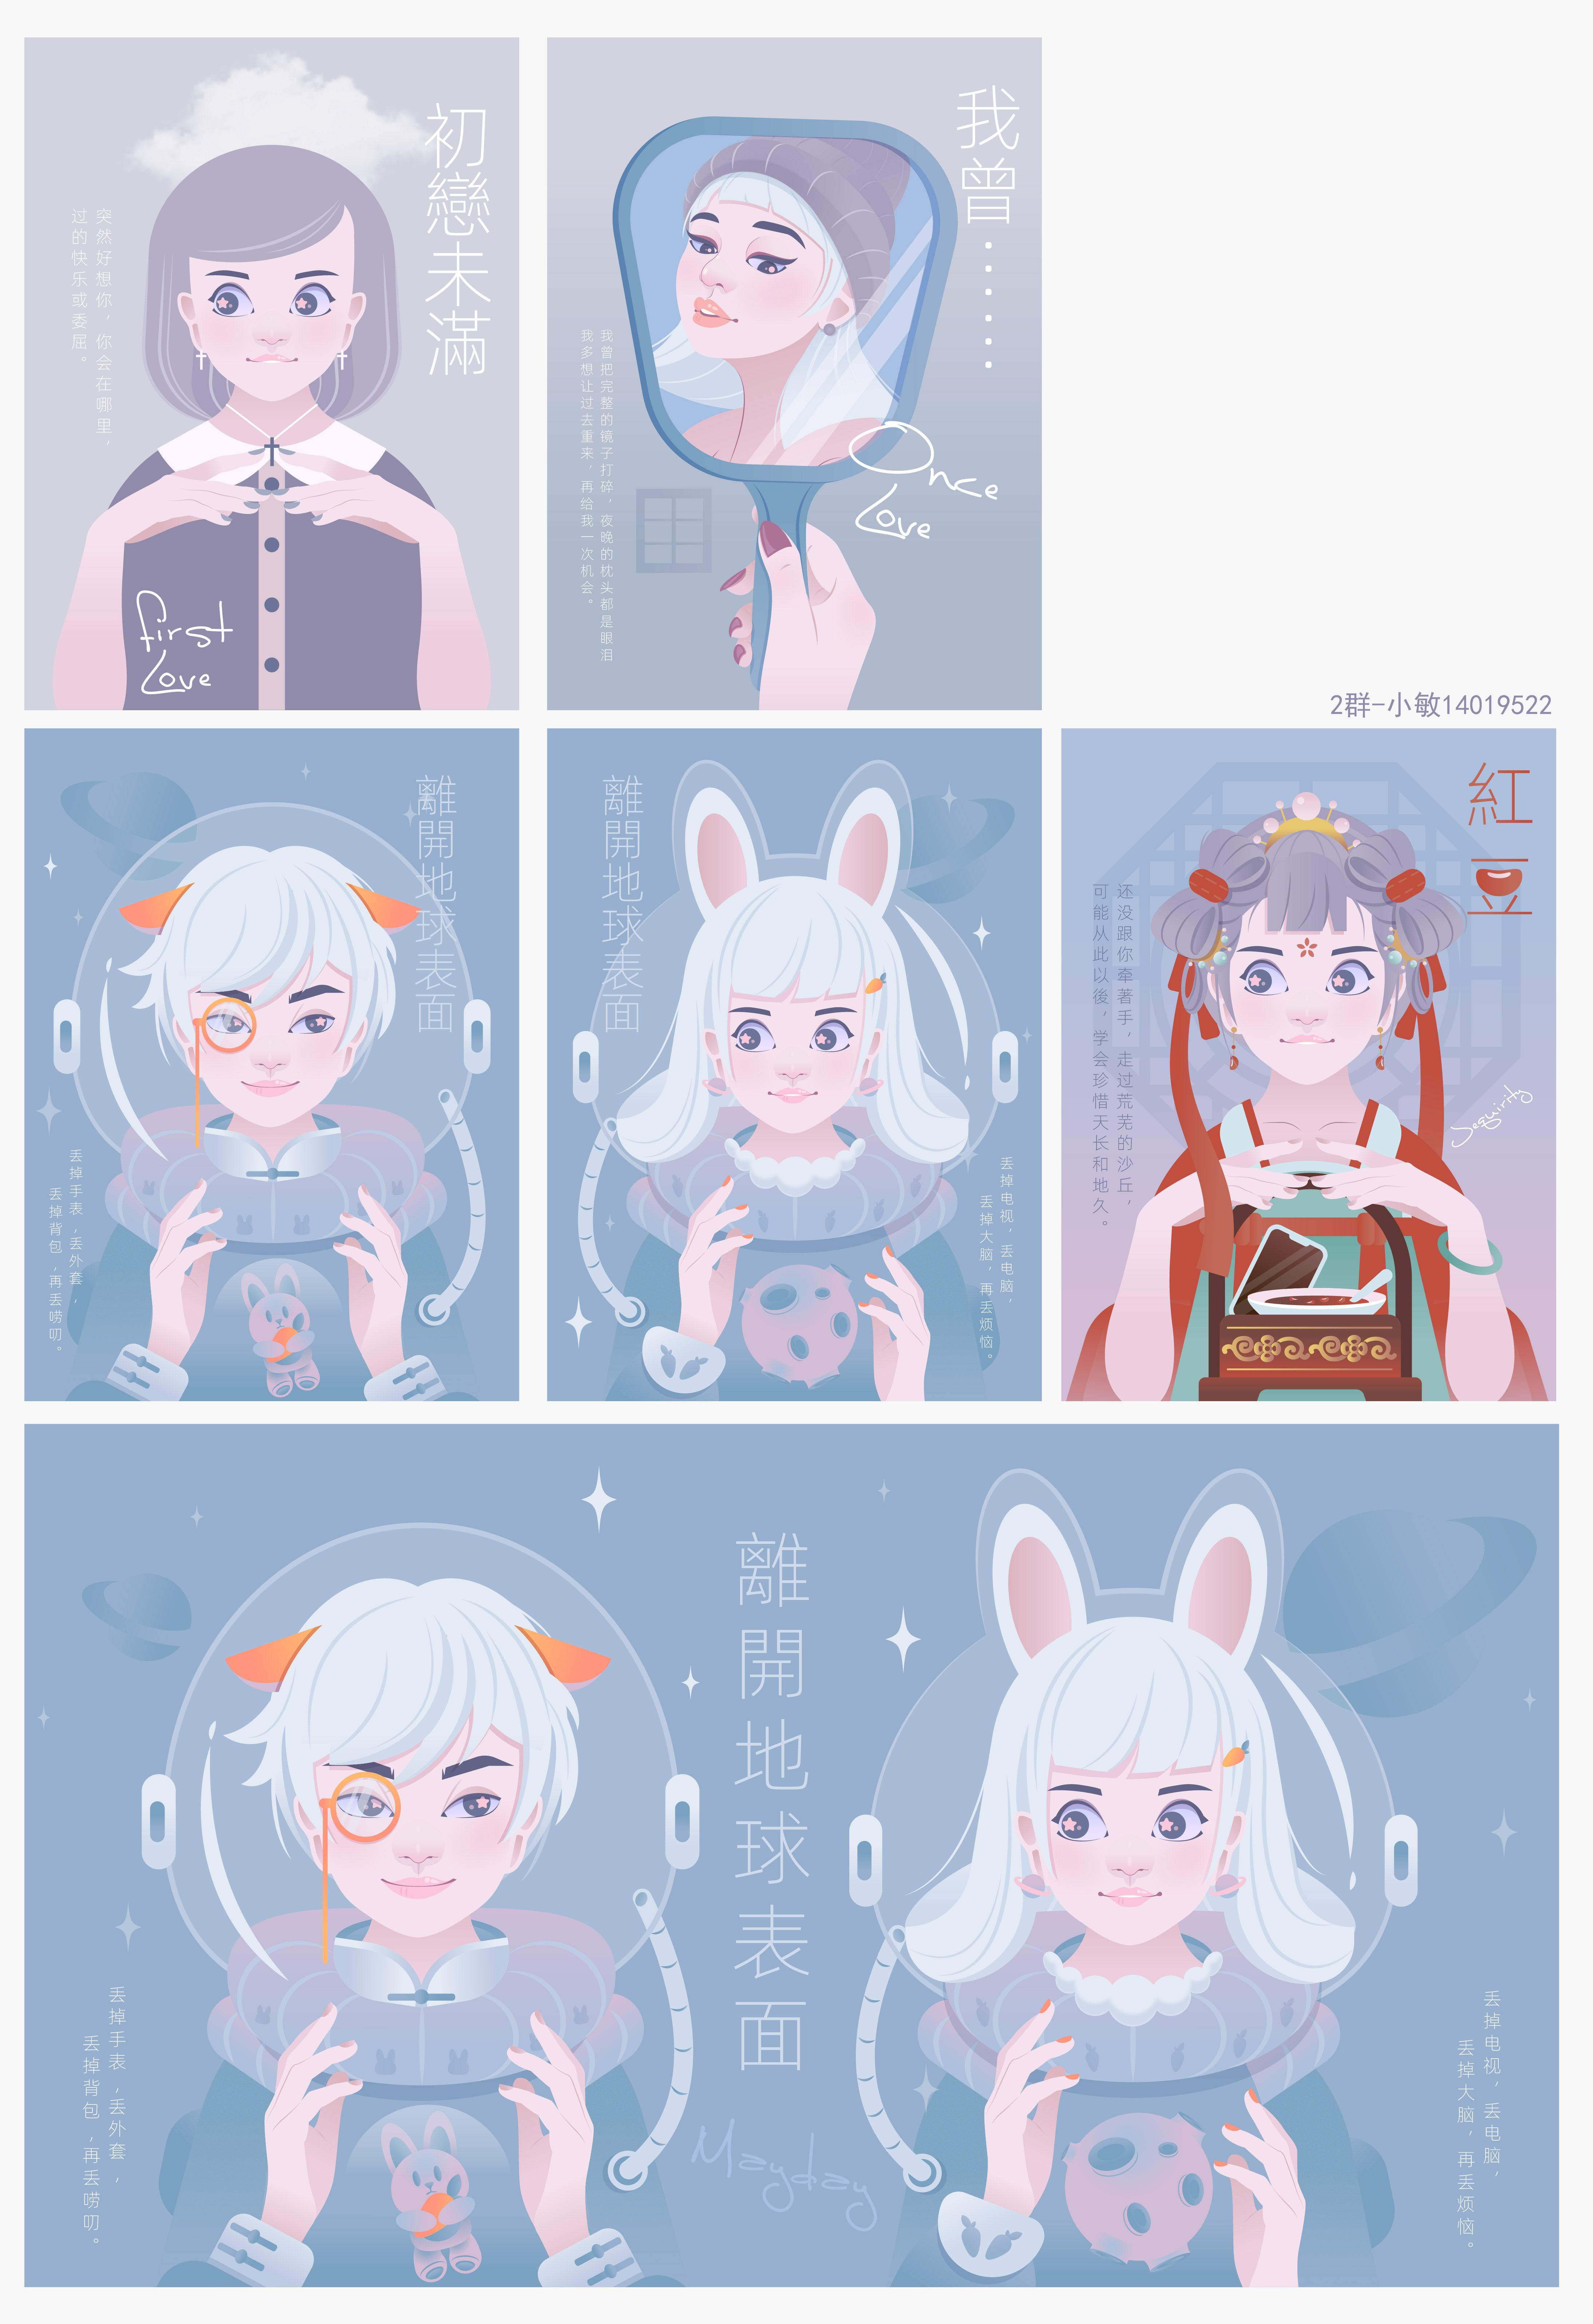 初戀未滿
突然好想你，你会在哪里，
过的快乐或委屈。
First
Love
我曾⋯⋯
我曾把完整的镜子打碎，夜晚的枕头都是眼泪
我多想让过去重来，再给我一次机会。
Once
Love
2群-小敏14019522
離開地球表面
丢掉手表，丢外套，
丢掉背包，再丢唠叨。
離開地球表面
丢掉电视，丢电脑，
丢掉大脑，再丢烦恼。
紅豆
还没跟你牵著手，走过荒芜的沙丘，
可能从此以後，学会珍惜天长和地久。
Jequirity
離開地球表面
丢掉手表，丢外套，
丢掉背包，再丢唠叨。
Mayday
丢掉电视，丢电脑，
丢掉大脑，再丢烦恼。